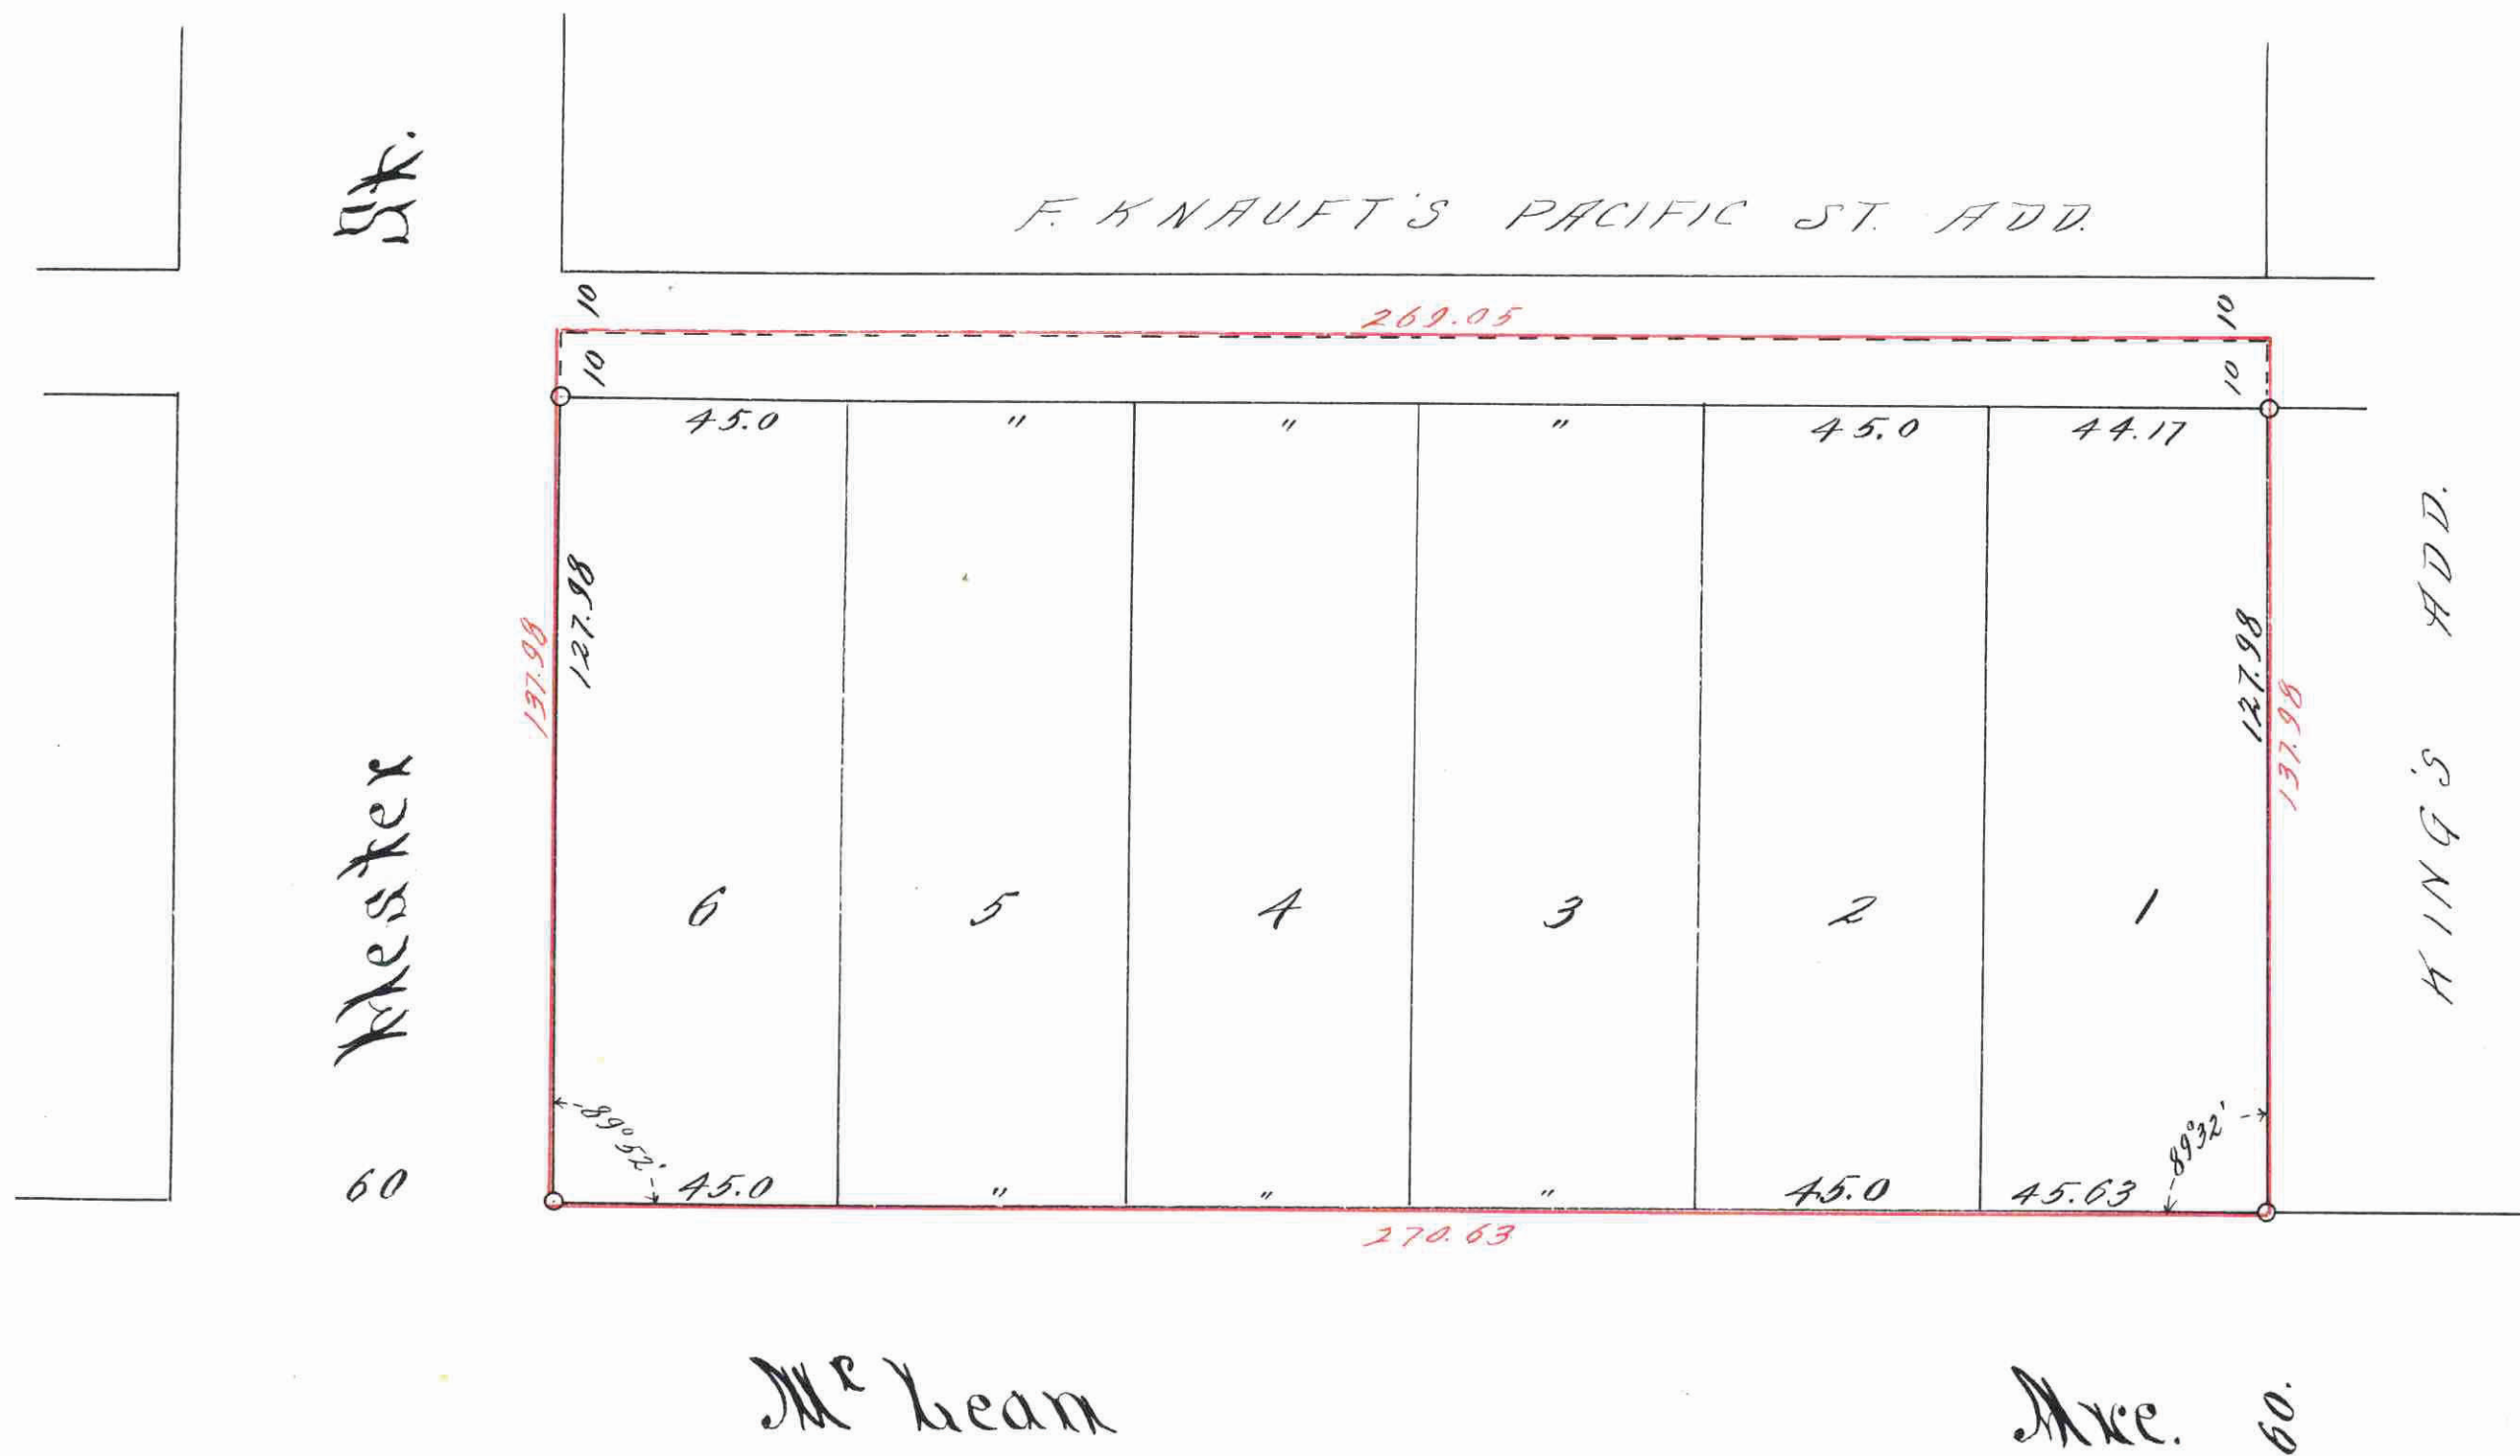 St.
F. KNAUFT'S PACIFIC ST. ADD.
10
10
269.05
10
10
45.0 " " " 45.0 44.17
127.98
137.98
127.98
137.98
KING'S ADD.
Hester
6 5 4 3 2 1
89°52'
89°32'
60
45.0 " " " 45.0 45.63
270.63
Mc Lean Ave. 60.